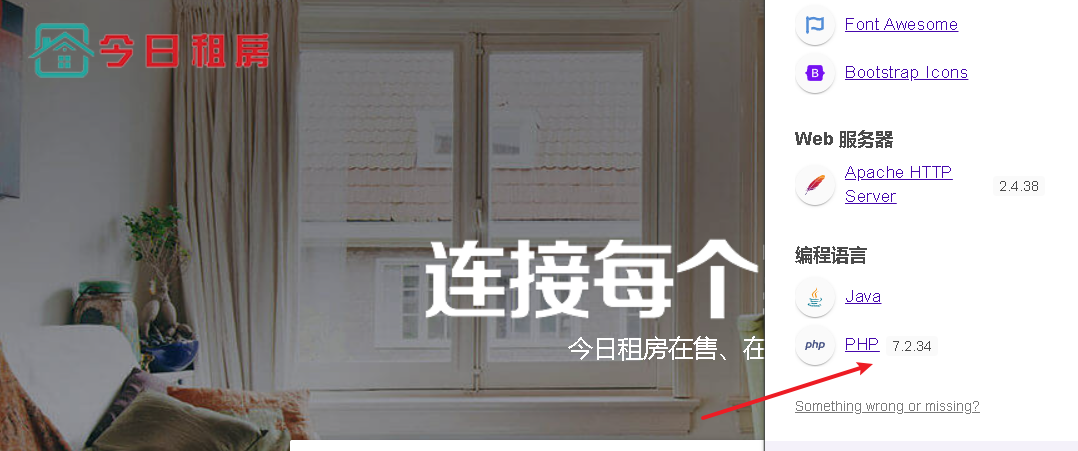 今日租房
连接每个
今日租房在售、在
Font Awesome
B
Bootstrap Icons
Web 服务器
Apache HTTP
Server
2.4.38
编程语言
Java
php
PHP
7.2.34
Something wrong or missing?